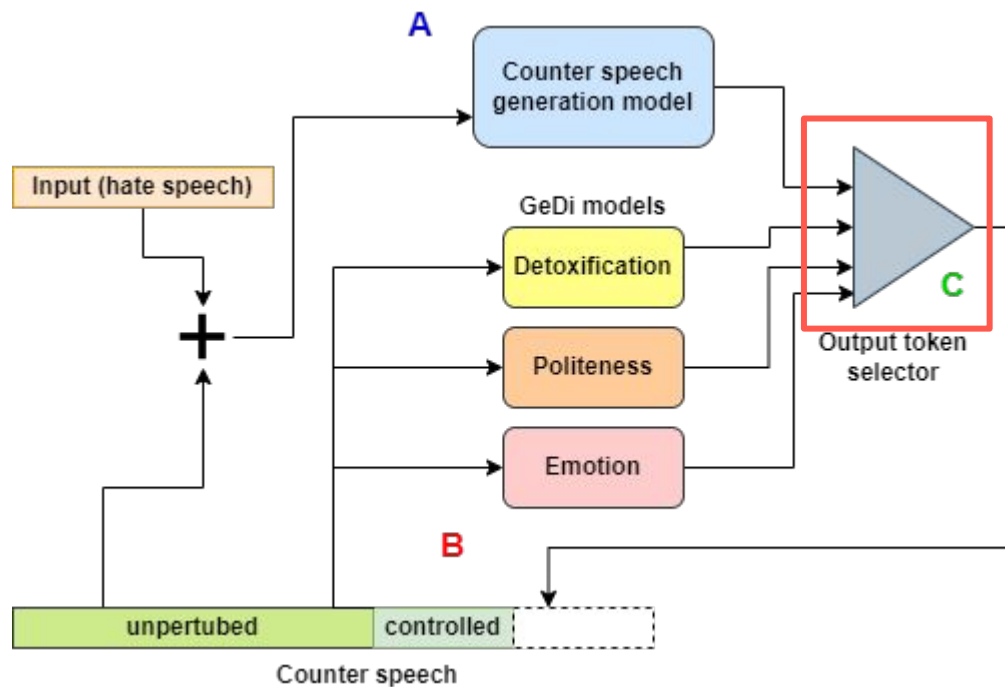 A
Counter speech
generation model
Input (hate speech)
GeDi models
Detoxification
C
Output token
selector
Politeness
Emotion
B
unpertubed
controlled
Counter speech